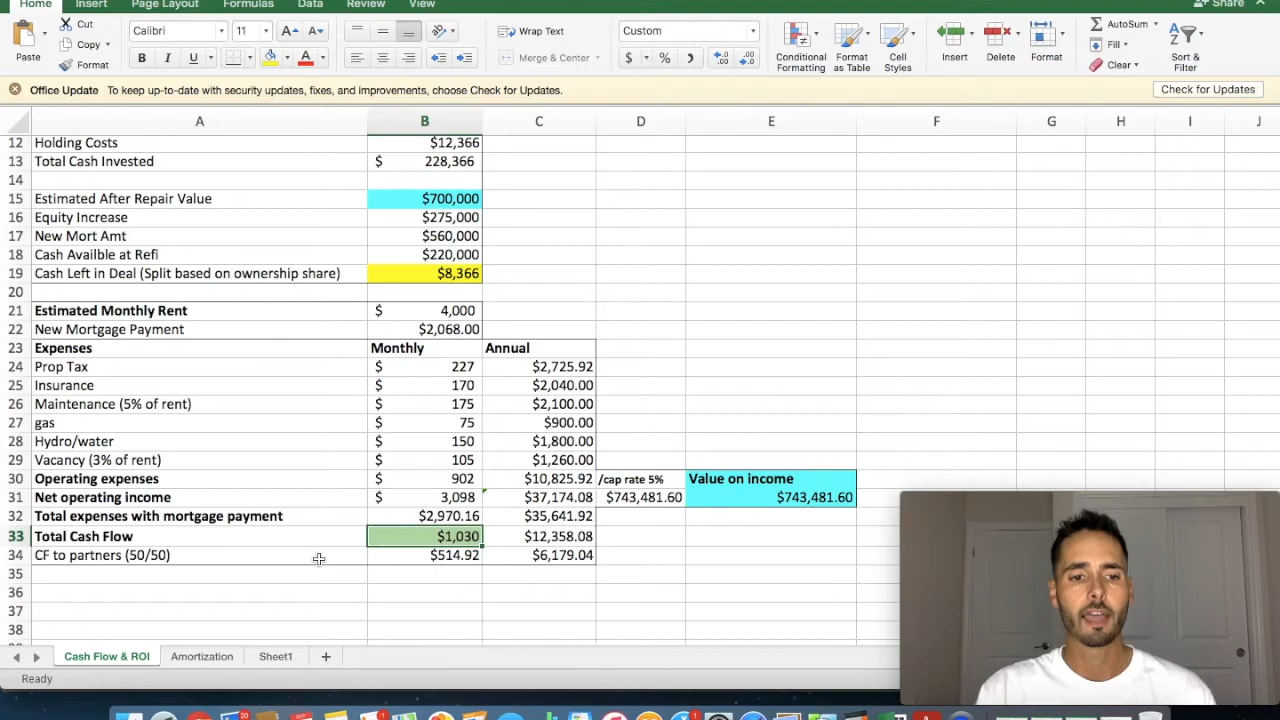 Home Insert Page Layout Formulas Data Review View Share
Paste Cut Copy Format
Calibri 11 A A
B I U A
Wrap Text
Merge & Center
Custom
$ %
Conditional Formatting
Format as Table
Cell Styles
Insert Delete Format
AutoSum
Fill
Clear
Sort & Filter
Office Update To keep up-to-date with security updates, fixes, and improvements, choose Check for Updates. Check for Updates
A B C D E F G H I J
12 Holding Costs $12,366
13 Total Cash Invested $ 228,366
14
15 Estimated After Repair Value $700,000
16 Equity Increase $275,000
17 New Mort Amt $560,000
18 Cash Availble at Refi $220,000
19 Cash Left in Deal (Split based on ownership share) $8,366
20
21 Estimated Monthly Rent $ 4,000
22 New Mortgage Payment $2,068.00
23 Expenses Monthly Annual
24 Prop Tax $ 227 $2,725.92
25 Insurance $ 170 $2,040.00
26 Maintenance (5% of rent) $ 175 $2,100.00
27 gas $ 75 $900.00
28 Hydro/water $ 150 $1,800.00
29 Vacancy (3% of rent) $ 105 $1,260.00
30 Operating expenses $ 902 $10,825.92 /cap rate 5% Value on income
31 Net operating income $ 3,098 $37,174.08 $743,481.60 $743,481.60
32 Total expenses with mortgage payment $2,970.16 $35,641.92
33 Total Cash Flow $1,030 $12,358.08
34 CF to partners (50/50) $514.92 $6,179.04
35
36
37
38
Cash Flow & ROI Amortization Sheet1 +
Ready